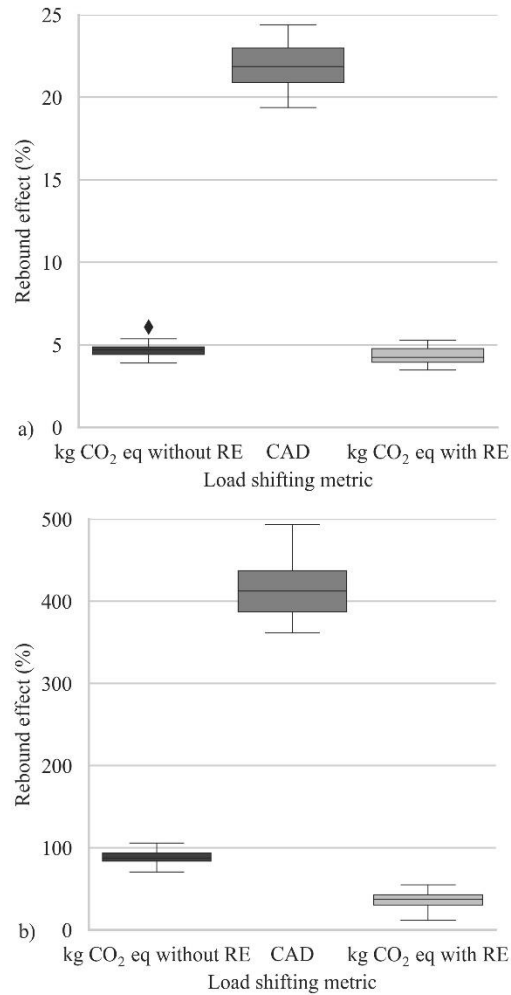 25
20
15
10
5
0
Rebound effect (%)
a)
kg CO₂ eq without RE CAD kg CO₂ eq with RE
Load shifting metric
500
400
300
200
100
0
Rebound effect (%)
b)
kg CO₂ eq without RE CAD kg CO₂ eq with RE
Load shifting metric